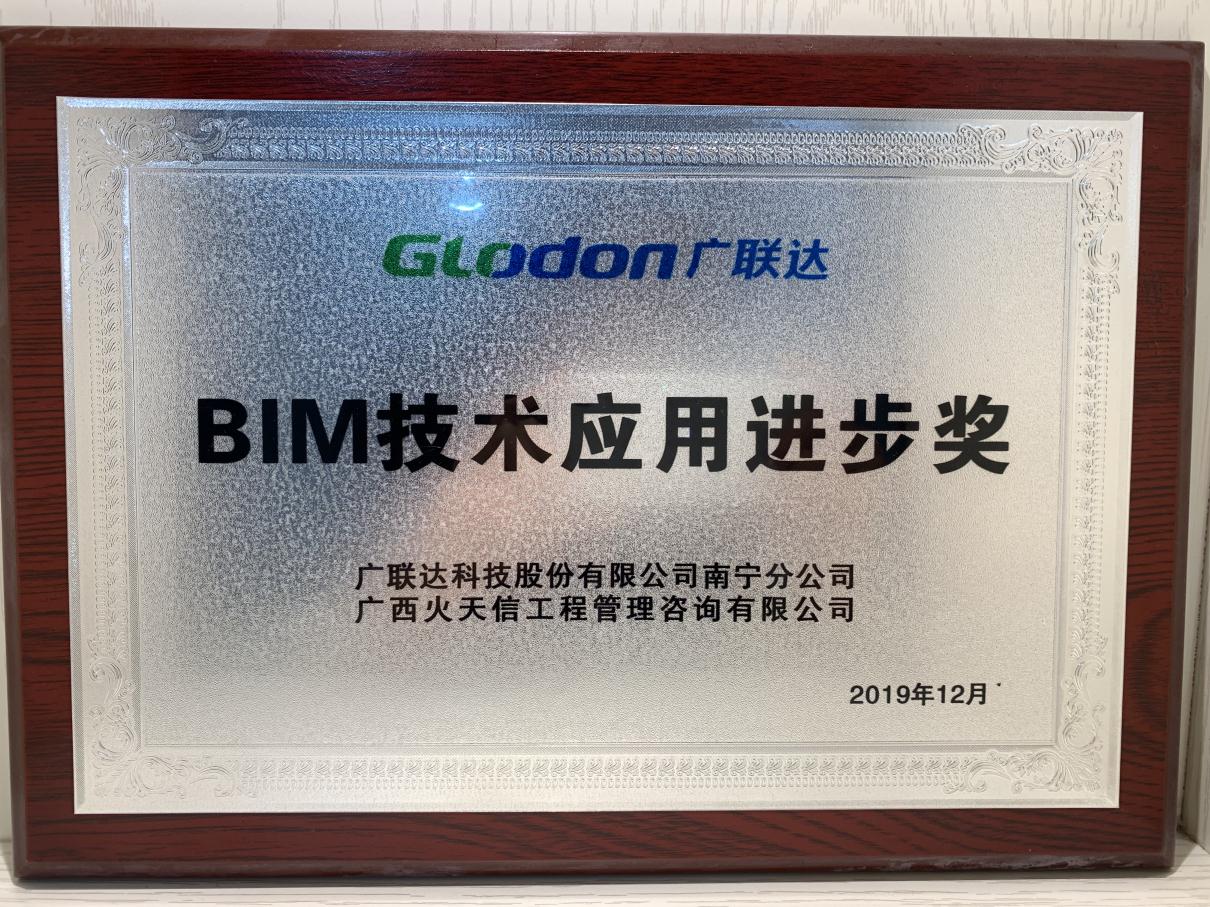 Glodon广联达
BIM技术应用进步奖
广联达科技股份有限公司南宁分公司
广西火天信工程管理咨询有限公司
2019年12月